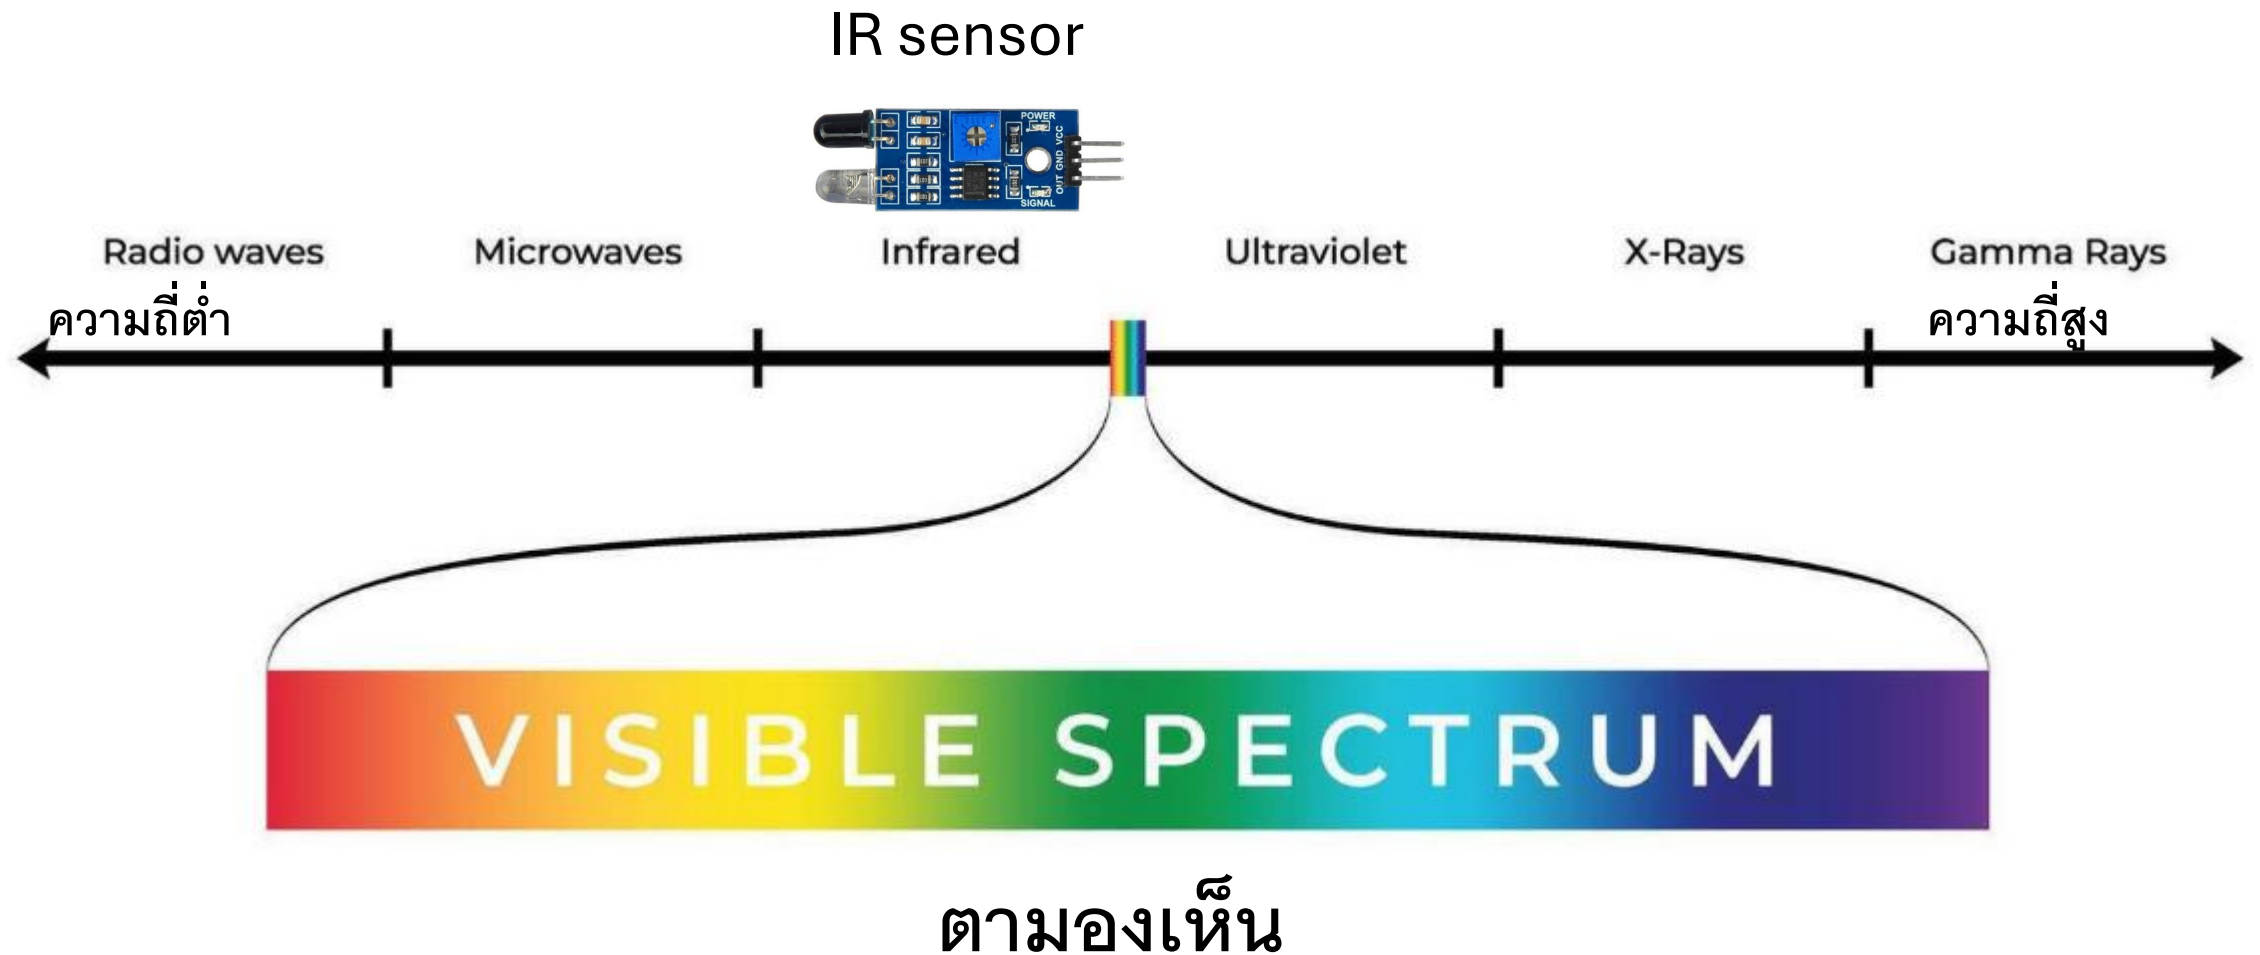 IR sensor
POWER
VCC
GND
OUT
SIGNAL
Radio waves
Microwaves
Infrared
Ultraviolet
X-Rays
Gamma Rays
ความถี่ต่ำ
ความถี่สูง
VISIBLE SPECTRUM
ตามองเห็น